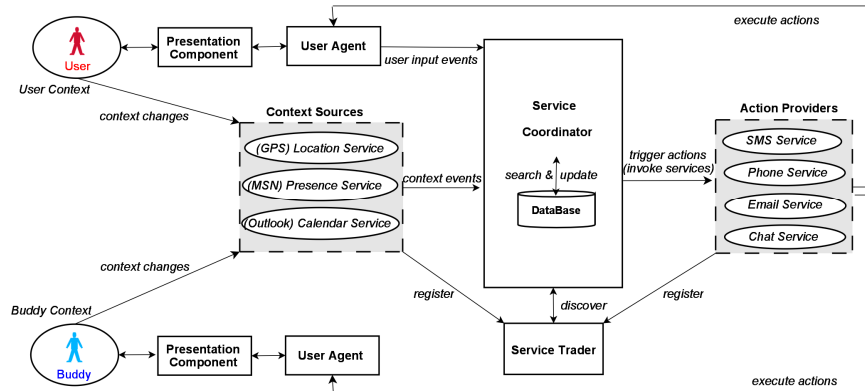 execute actions
Presentation
Component
User Agent
User
user input events
User Context
context changes
Context Sources
(GPS) Location Service
(MSN) Presence Service
(Outlook) Calendar Service
context events
Service
Coordinator
search & update
DataBase
trigger actions
(invoke services)
Action Providers
SMS Service
Phone Service
Email Service
Chat Service
context changes
register
discover
register
Buddy Context
Buddy
Presentation
Component
User Agent
Service Trader
execute actions